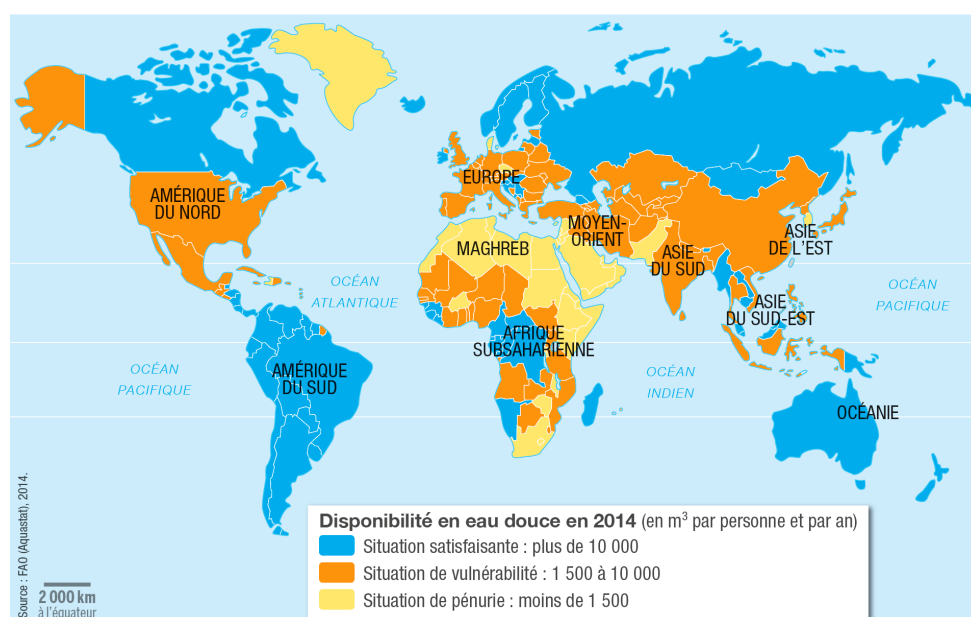 AMÉRIQUE
DU NORD
EUROPE
MOYEN-
ORIENT
MAGHREB
ASIE
DU SUD
ASIE
DE L'EST
OCÉAN
ATLANTIQUE
OCÉAN
PACIFIQUE
ASIE
DU SUD-EST
AFRIQUE
SUBSAHARIENNE
OCÉAN
PACIFIQUE
AMÉRIQUE
DU SUD
OCÉAN
INDIEN
OCÉANIE
Source : FAO (Aquastat), 2014.
2 000 km
à l'équateur
Disponibilité en eau douce en 2014 (en m³ par personne et par an)
Situation satisfaisante : plus de 10 000
Situation de vulnérabilité : 1 500 à 10 000
Situation de pénurie : moins de 1 500